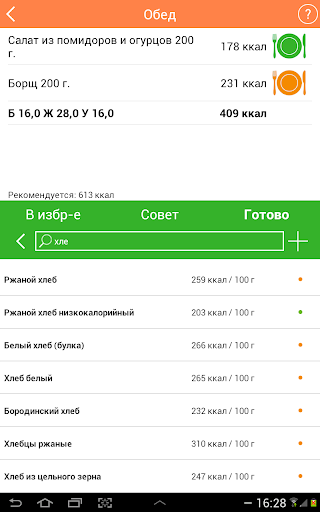 Обед
?
Салат из помидоров и огурцов 200 г.
178 ккал
Борщ 200 г.
231 ккал
Б 16,0 Ж 28,0 У 16,0
409 ккал
Рекомендуется: 613 ккал
В избр-е
Совет
Готово
хле
Ржаной хлеб
259 ккал / 100 г
Ржаной хлеб низкокалорийный
203 ккал / 100 г
Белый хлеб (булка)
266 ккал / 100 г
Хлеб белый
265 ккал / 100 г
Бородинский хлеб
232 ккал / 100 г
Хлебцы ржаные
310 ккал / 100 г
Хлеб из цельного зерна
247 ккал / 100 г
16:28